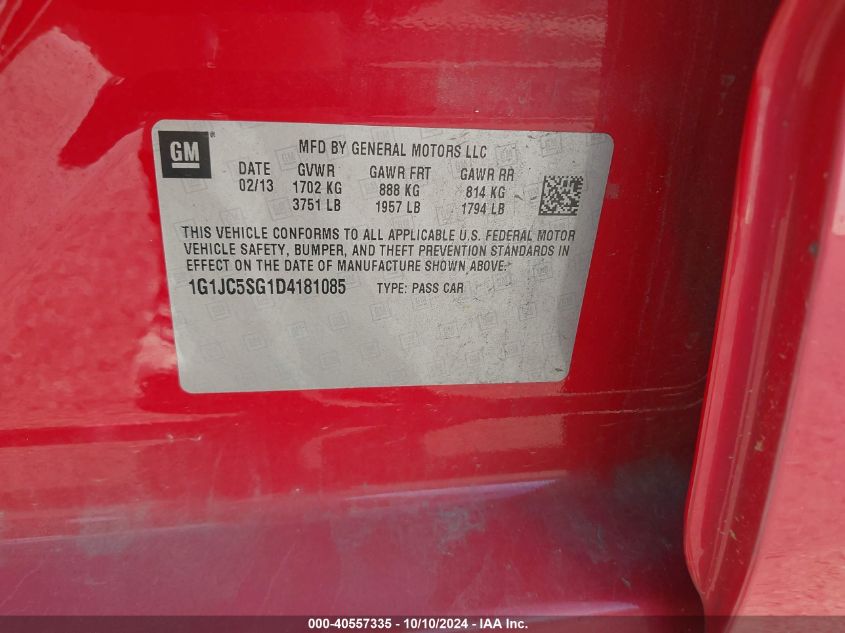 GM
MFD BY GENERAL MOTORS LLC
DATE GVWR GAWR FRT GAWR RR
02/13 1702 KG 888 KG 814 KG
3751 LB 1957 LB 1794 LB
THIS VEHICLE CONFORMS TO ALL APPLICABLE U.S. FEDERAL MOTOR
VEHICLE SAFETY, BUMPER, AND THEFT PREVENTION STANDARDS IN
EFFECT ON THE DATE OF MANUFACTURE SHOWN ABOVE.
1G1JC5SG1D4181085 TYPE: PASS CAR
000-40557335 - 10/10/2024 - IAA Inc.